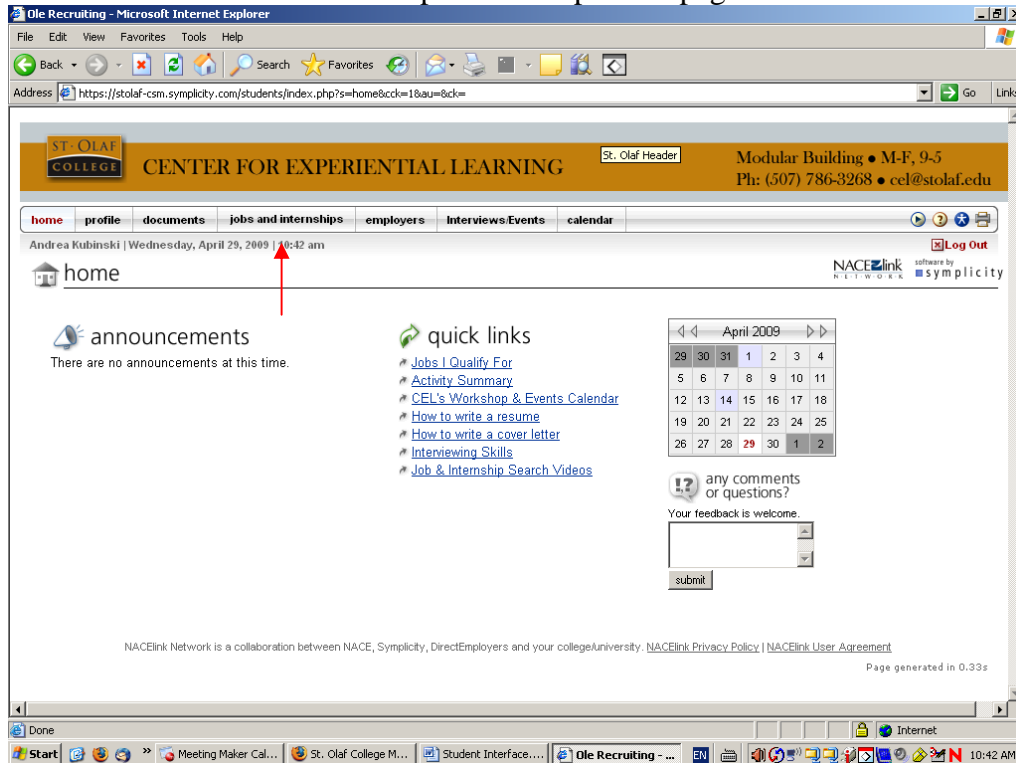 Ole Recruiting - Microsoft Internet Explorer
File Edit View Favorites Tools Help
Back Search Favorites
Address https://stolaf-csm.symplicity.com/students/index.php?s=home&cck=1&au=&ck= Go Links
ST·OLAF
COLLEGE
CENTER FOR EXPERIENTIAL LEARNING
St. Olaf Header
Modular Building ● M-F, 9-5
Ph: (507) 786-3268 ● cel@stolaf.edu
home profile documents jobs and internships employers Interviews/Events calendar
Andrea Kubinski | Wednesday, April 29, 2009 | 10:42 am Log Out
home
NACElink
NETWORK
software by
symplicity
announcements
There are no announcements at this time.
quick links
Jobs I Qualify For
Activity Summary
CEL's Workshop & Events Calendar
How to write a resume
How to write a cover letter
Interviewing Skills
Job & Internship Search Videos
April 2009
29 30 31 1 2 3 4
5 6 7 8 9 10 11
12 13 14 15 16 17 18
19 20 21 22 23 24 25
26 27 28 29 30 1 2
any comments
or questions?
Your feedback is welcome.
submit
NACElink Network is a collaboration between NACE, Symplicity, DirectEmployers and your college/university. NACElink Privacy Policy | NACElink User Agreement
Page generated in 0.33s
Done Internet
Start Meeting Maker Cal... St. Olaf College M... Student Interface.... Ole Recruiting - ... EN 10:42 AM